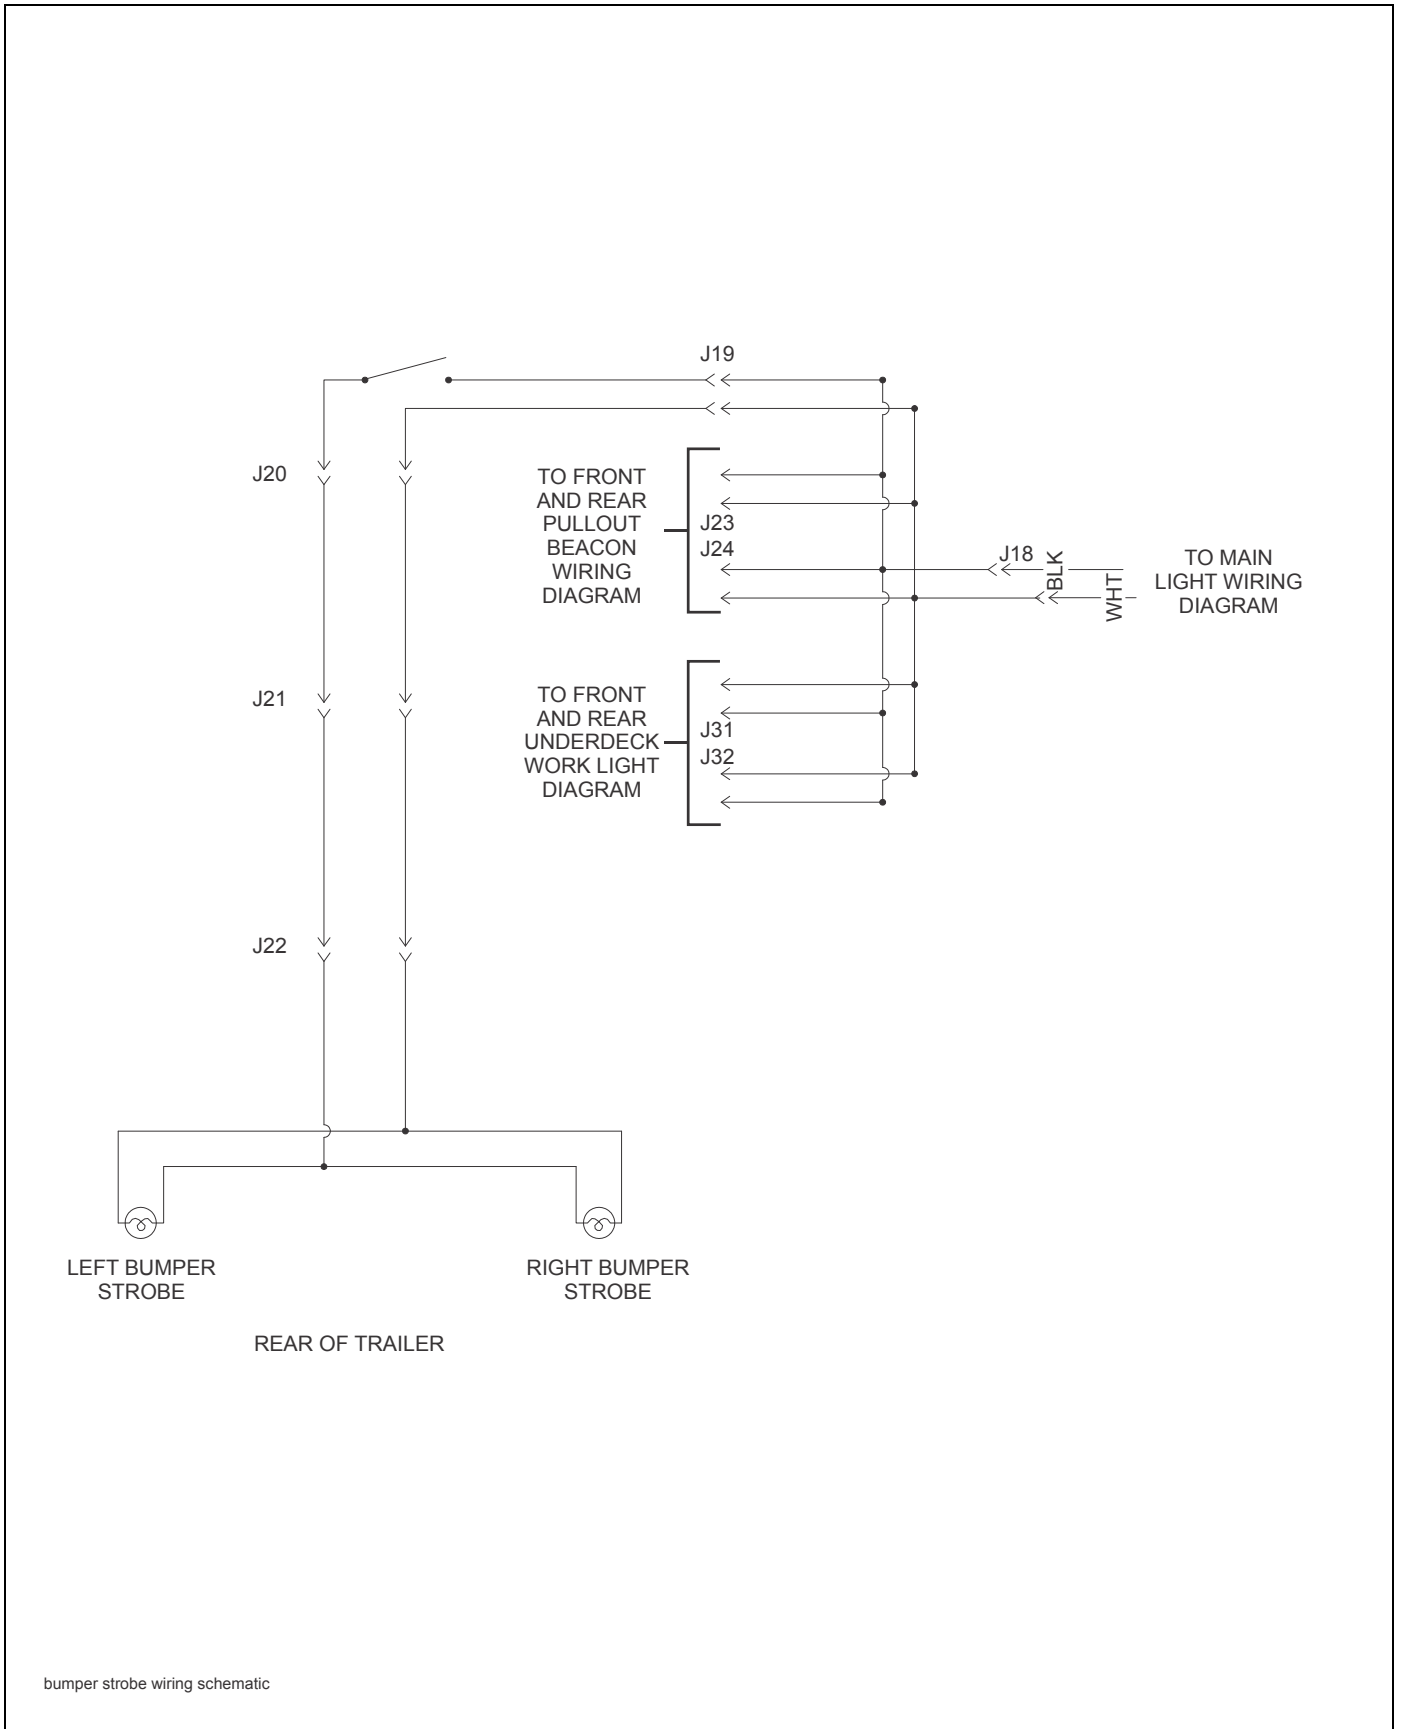 J19
J20
TO FRONT
AND REAR
PULLOUT
BEACON
WIRING
DIAGRAM
J23
J24
J18
BLK
WHT
TO MAIN
LIGHT WIRING
DIAGRAM
J21
TO FRONT
AND REAR
UNDERDECK
WORK LIGHT
DIAGRAM
J31
J32
J22
LEFT BUMPER
STROBE
RIGHT BUMPER
STROBE
REAR OF TRAILER
bumper strobe wiring schematic